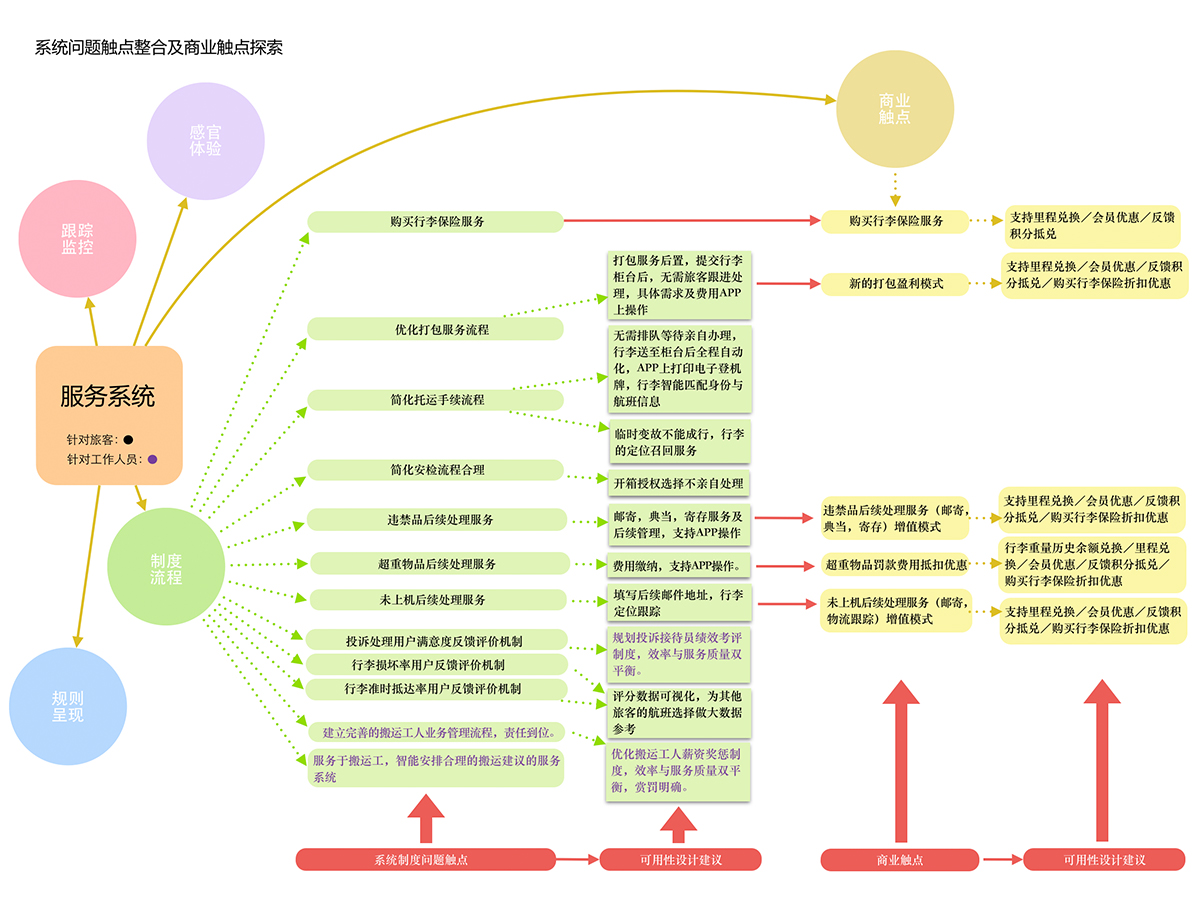 系统问题触点整合及商业触点探索
感官
体验
商业
触点
跟踪
监控
服务系统
针对旅客：
针对工作人员：
制度
流程
规则
呈现
购买行李保险服务
优化打包服务流程
简化托运手续流程
简化安检流程合理
违禁品后续处理服务
超重物品后续处理服务
未上机后续处理服务
投诉处理用户满意度反馈评价机制
行李损坏率用户反馈评价机制
行李准时抵达率用户反馈评价机制
建立完善的搬运工人业务管理流程，责任到位。
服务于搬运工，智能安排合理的搬运建议的服务
系统
打包服务后置，提交行李
柜台后，无需旅客跟进处
理，具体需求及费用APP
上操作
无需排队等待亲自办理，
行李送至柜台后全程自动
化，APP上打印电子登机
牌，行李智能匹配身份与
航班信息
临时变故不能成行，行李
的定位召回服务
开箱授权选择不亲自处理
邮寄，典当，寄存服务及
后续管理，支持APP操作
费用缴纳，支持APP操作。
填写后续邮件地址，行李
定位跟踪
规划投诉接待员绩效考评
制度，效率与服务质量双
平衡。
评分数据可视化，为其他
旅客的航班选择做大数据
参考
优化搬运工人薪资奖惩制
度，效率与服务质量双平
衡，赏罚明确。
购买行李保险服务
新的打包盈利模式
违禁品后续处理服务（邮寄，
典当，寄存）增值模式
超重物品罚款费用抵扣优惠
未上机后续处理服务（邮寄，
物流跟踪）增值模式
支持里程兑换／会员优惠／反馈
积分抵兑
支持里程兑换／会员优惠／反馈积
分抵兑／购买行李保险折扣优惠
支持里程兑换／会员优惠／反馈积
分抵兑／购买行李保险折扣优惠
行李重量历史余额兑换／里程兑
换／会员优惠／反馈积分抵兑／
购买行李保险折扣优惠
支持里程兑换／会员优惠／反馈积
分抵兑／购买行李保险折扣优惠
系统制度问题触点
可用性设计建议
商业触点
可用性设计建议